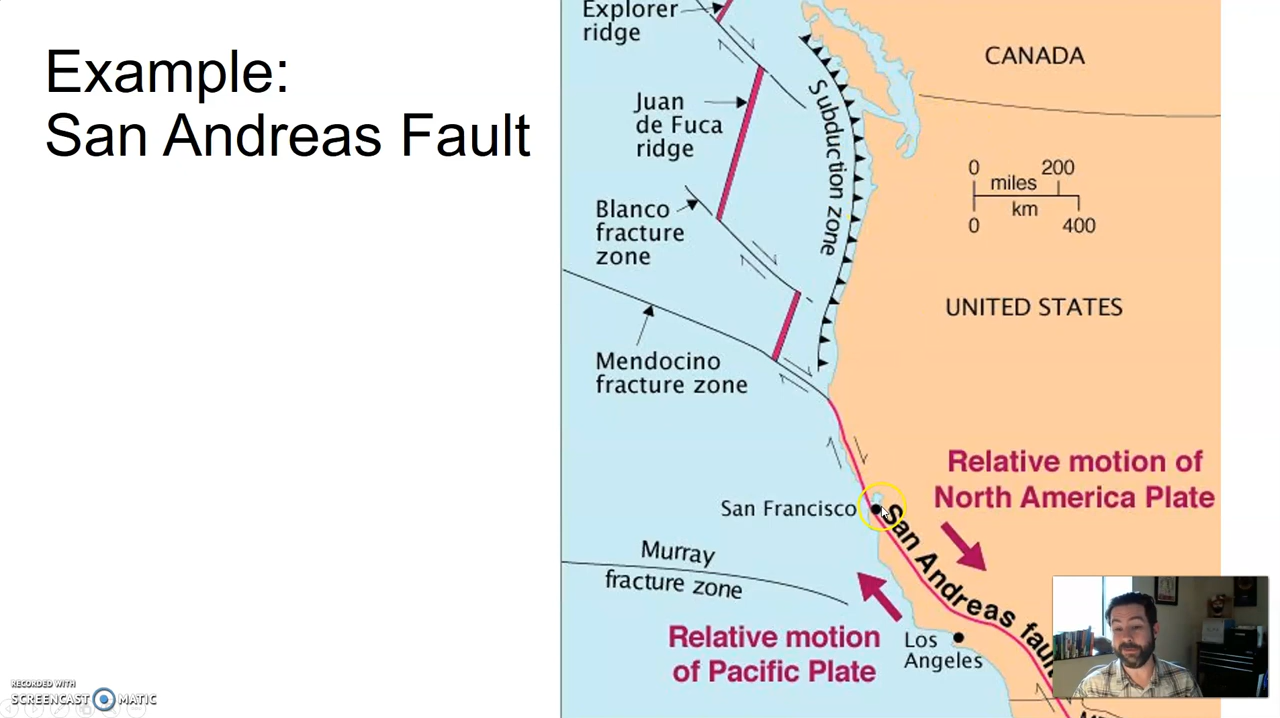 Example:
San Andreas Fault
Explorer
ridge
CANADA
Juan
de Fuca
ridge
Subduction zone
0 200
miles
km
0 400
Blanco
fracture
zone
UNITED STATES
Mendocino
fracture zone
Relative motion of
North America Plate
San Francisco
San Andreas fault
Murray
fracture zone
Relative motion
of Pacific Plate
Los
Angeles
RECORDED WITH
SCREENCAST MATIC